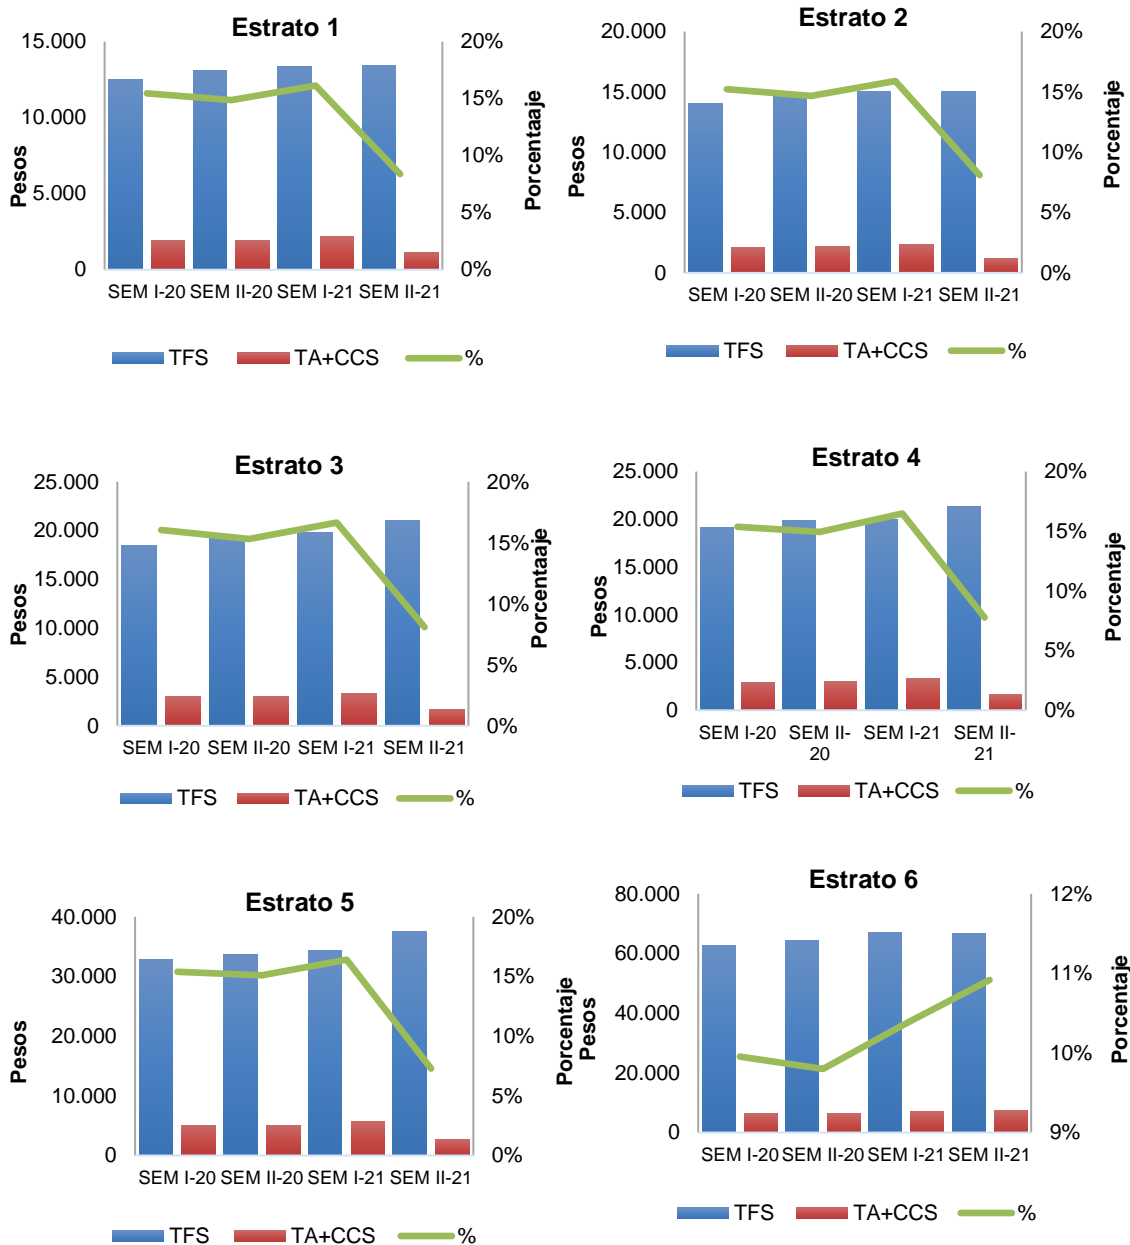 Estrato 1
15.000
10.000
5.000
0
Pesos
20%
15%
10%
5%
0%
Porcentaaje
SEM I-20 SEM II-20 SEM I-21 SEM II-21
TFS TA+CCS %
Estrato 2
20.000
15.000
10.000
5.000
0
Pesos
20%
15%
10%
5%
0%
Porcentaje
SEM I-20 SEM II-20 SEM I-21 SEM II-21
TFS TA+CCS %
Estrato 3
25.000
20.000
15.000
10.000
5.000
0
Pesos
20%
15%
10%
5%
0%
Porcentaaje
SEM I-20 SEM II-20 SEM I-21 SEM II-21
TFS TA+CCS %
Estrato 4
25.000
20.000
15.000
10.000
5.000
0
Pesos
20%
15%
10%
5%
0%
Porcentaje
SEM I-20 SEM II- SEM I-21 SEM II-
20 21
TFS TA+CCS %
Estrato 5
40.000
30.000
20.000
10.000
0
Pesos
20%
15%
10%
5%
0%
Porcentaje
SEM I-20 SEM II-20 SEM I-21 SEM II-21
TFS TA+CCS %
Estrato 6
80.000
60.000
40.000
20.000
0
Pesos
12%
11%
10%
9%
Porcentaje
SEM I-20 SEM II-20 SEM I-21 SEM II-21
TFS TA+CCS %